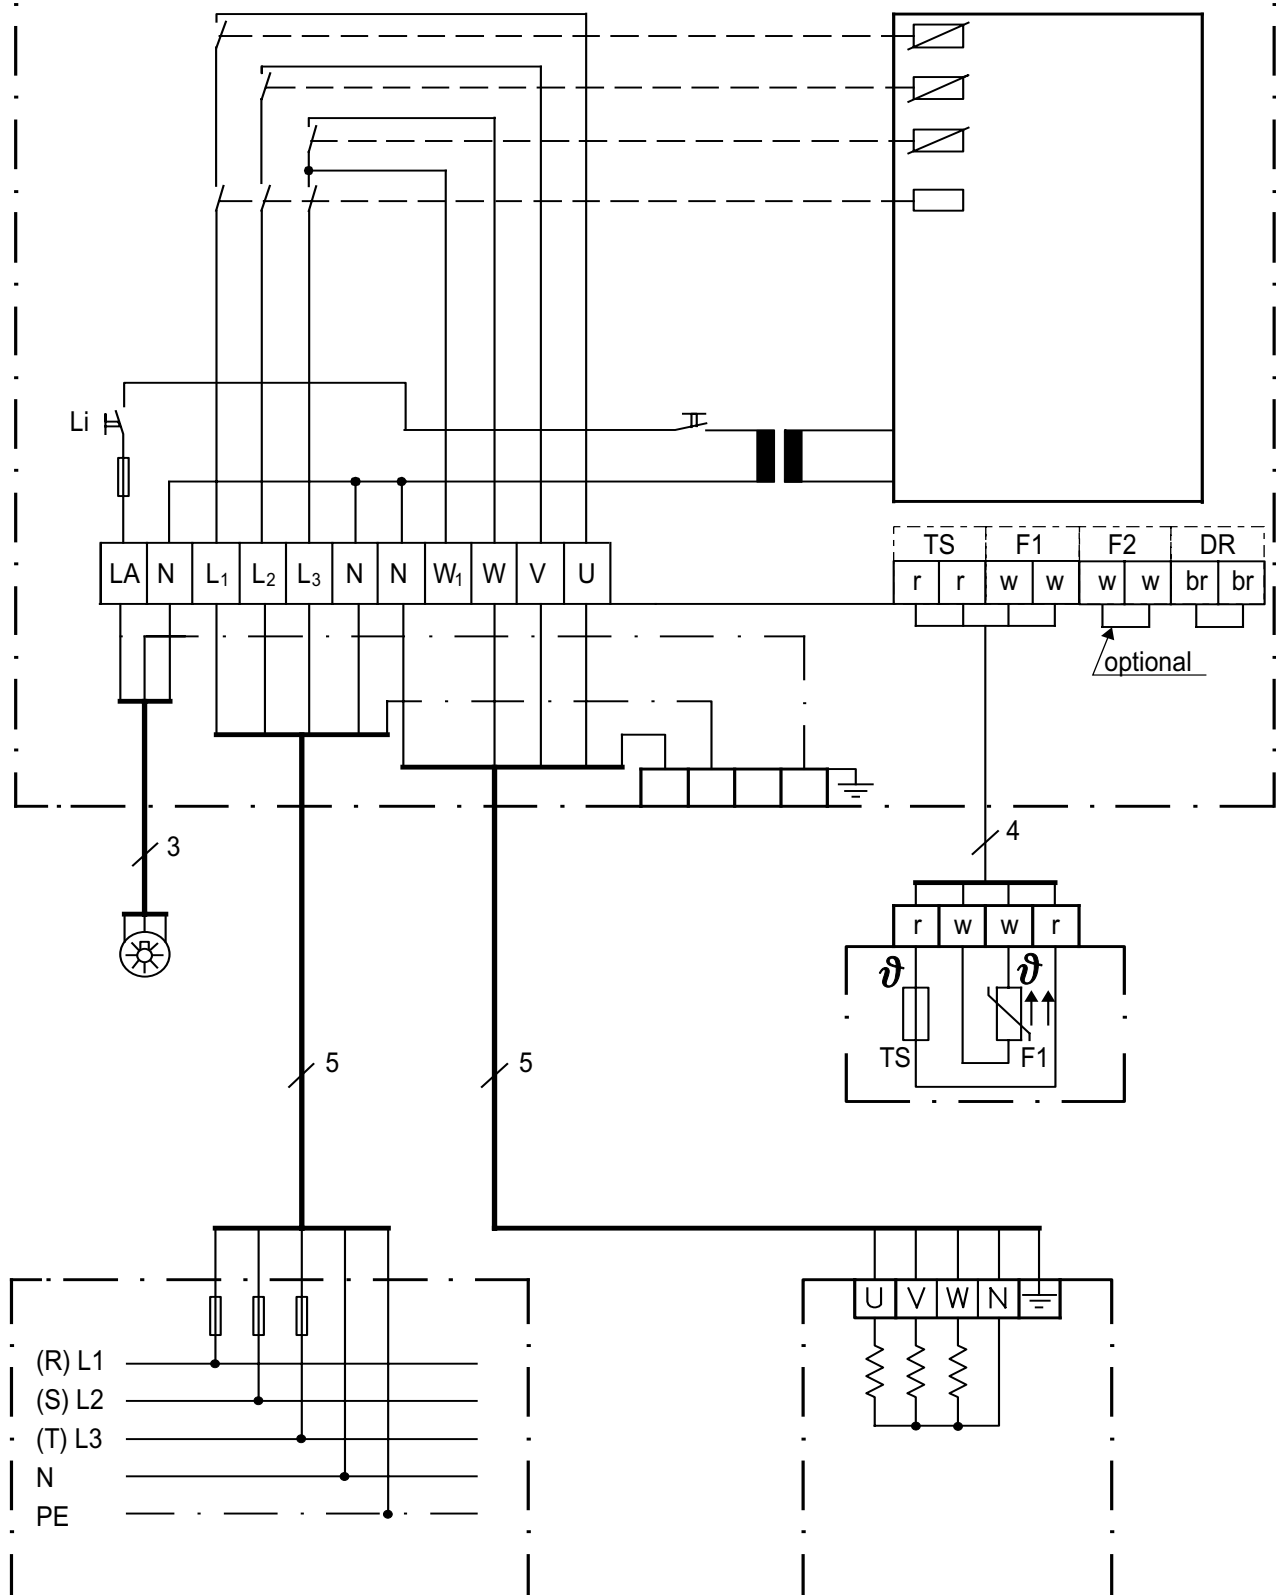 Li
TS F1 F2 DR
LA N L₁ L₂ L₃ N N W₁ W V U
r r w w w w br br
optional
3
4
r w w r
ϑ ϑ
TS F1
5 5
U V W N
(R) L1
(S) L2
(T) L3
N
PE